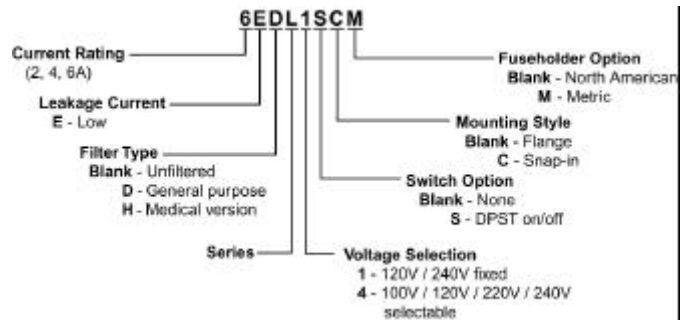 6EDL1SCM
Current Rating
(2, 4, 6A)
Leakage Current
E - Low
Filter Type
Blank - Unfiltered
D - General purpose
H - Medical version
Series
Fuseholder Option
Blank - North American
M - Metric
Mounting Style
Blank - Flange
C - Snap-in
Switch Option
Blank - None
S - DPST on/off
Voltage Selection
1 - 120V / 240V fixed
4 - 100V / 120V / 220V / 240V
selectable